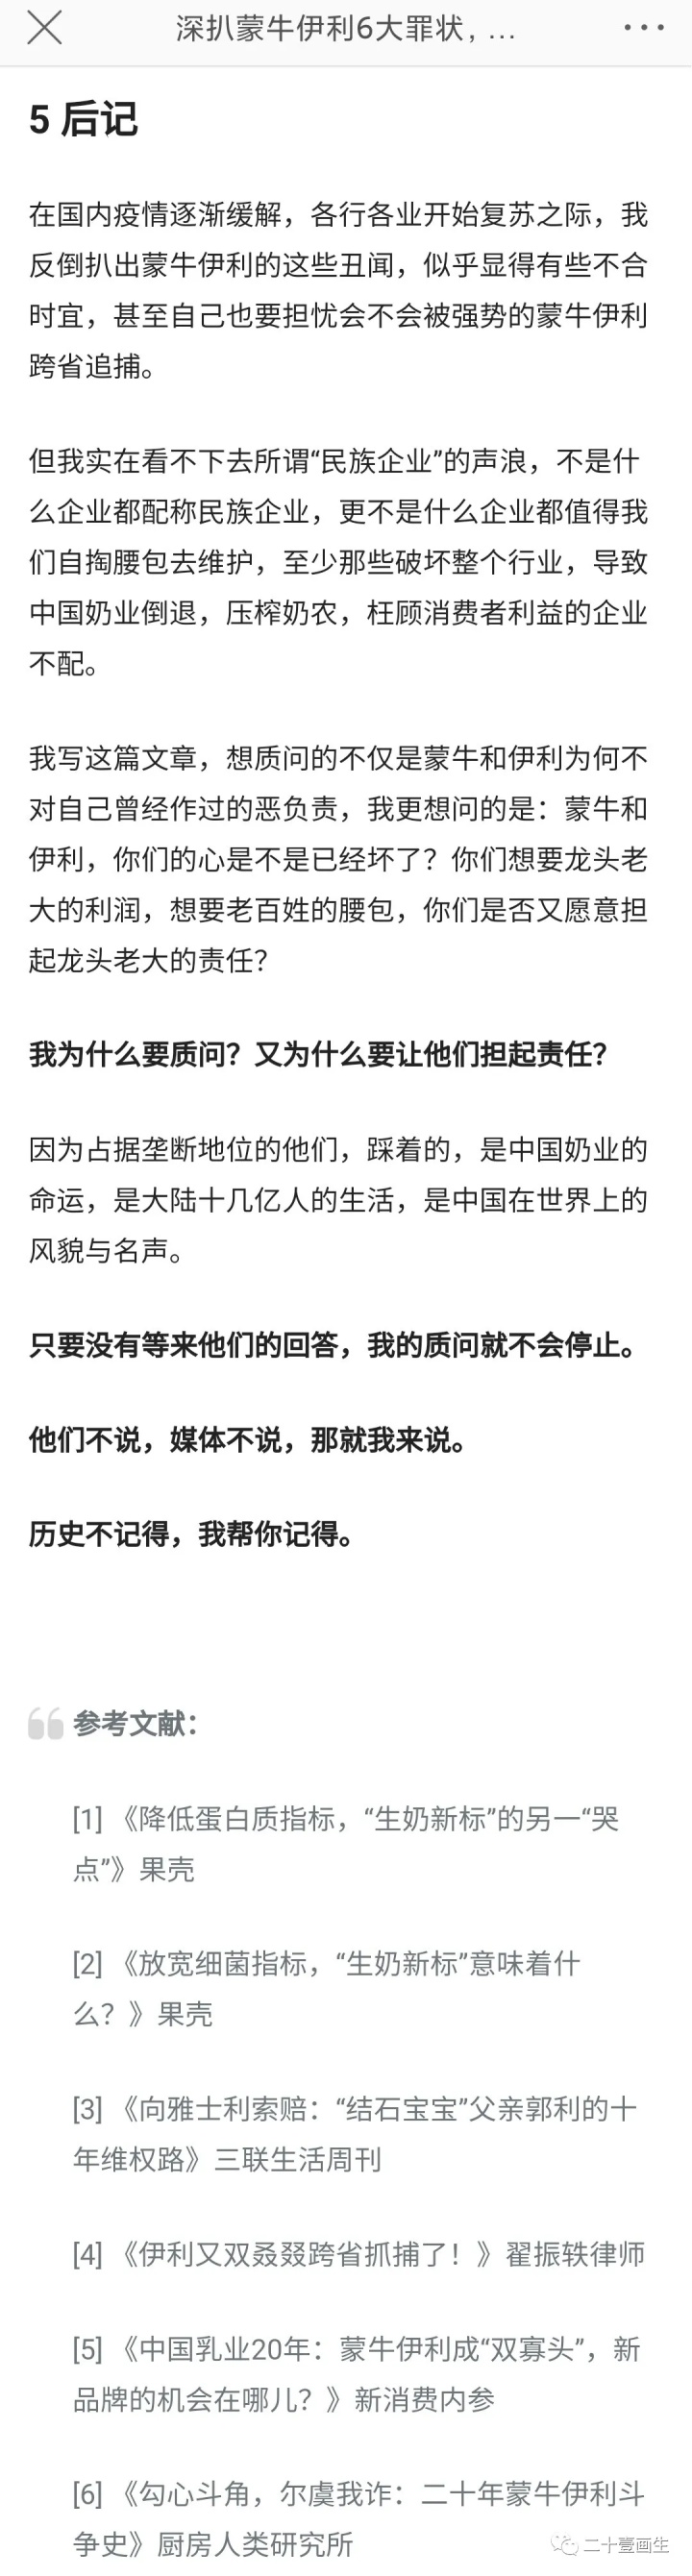 深扒蒙牛伊利6大罪状，...
5 后记
在国内疫情逐渐缓解，各行各业开始复苏之际，我
反倒扒出蒙牛伊利的这些丑闻，似乎显得有些不合
时宜，甚至自己也要担忧会不会被强势的蒙牛伊利
跨省追捕。
但我实在看不下去所谓“民族企业”的声浪，不是什
么企业都配称民族企业，更不是什么企业都值得我
们自掏腰包去维护，至少那些破坏整个行业，导致
中国奶业倒退，压榨奶农，枉顾消费者利益的企业
不配。
我写这篇文章，想质问的不仅是蒙牛和伊利为何不
对自己曾经作过的恶负责，我更想问的是：蒙牛和
伊利，你们的心是不是已经坏了？你们想要龙头老
大的利润，想要老百姓的腰包，你们是否又愿意担
起龙头老大的责任？
我为什么要质问？又为什么要让他们担起责任？
因为占据垄断地位的他们，踩着的，是中国奶业的
命运，是大陆十几亿人的生活，是中国在世界上的
风貌与名声。
只要没有等来他们的回答，我的质问就不会停止。
他们不说，媒体不说，那就我来说。
历史不记得，我帮你记得。
参考文献：
[1] 《降低蛋白质指标，“生奶新标”的另一“哭
点”》果壳
[2] 《放宽细菌指标，“生奶新标”意味着什
么？》果壳
[3] 《向雅士利索赔：“结石宝宝”父亲郭利的十
年维权路》三联生活周刊
[4] 《伊利又双叒叕跨省抓捕了！》翟振轶律师
[5] 《中国乳业20年：蒙牛伊利成“双寡头”，新
品牌的机会在哪儿？》新消费内参
[6] 《勾心斗角，尔虞我诈：二十年蒙牛伊利斗
争史》厨房人类研究所
二十壹画生